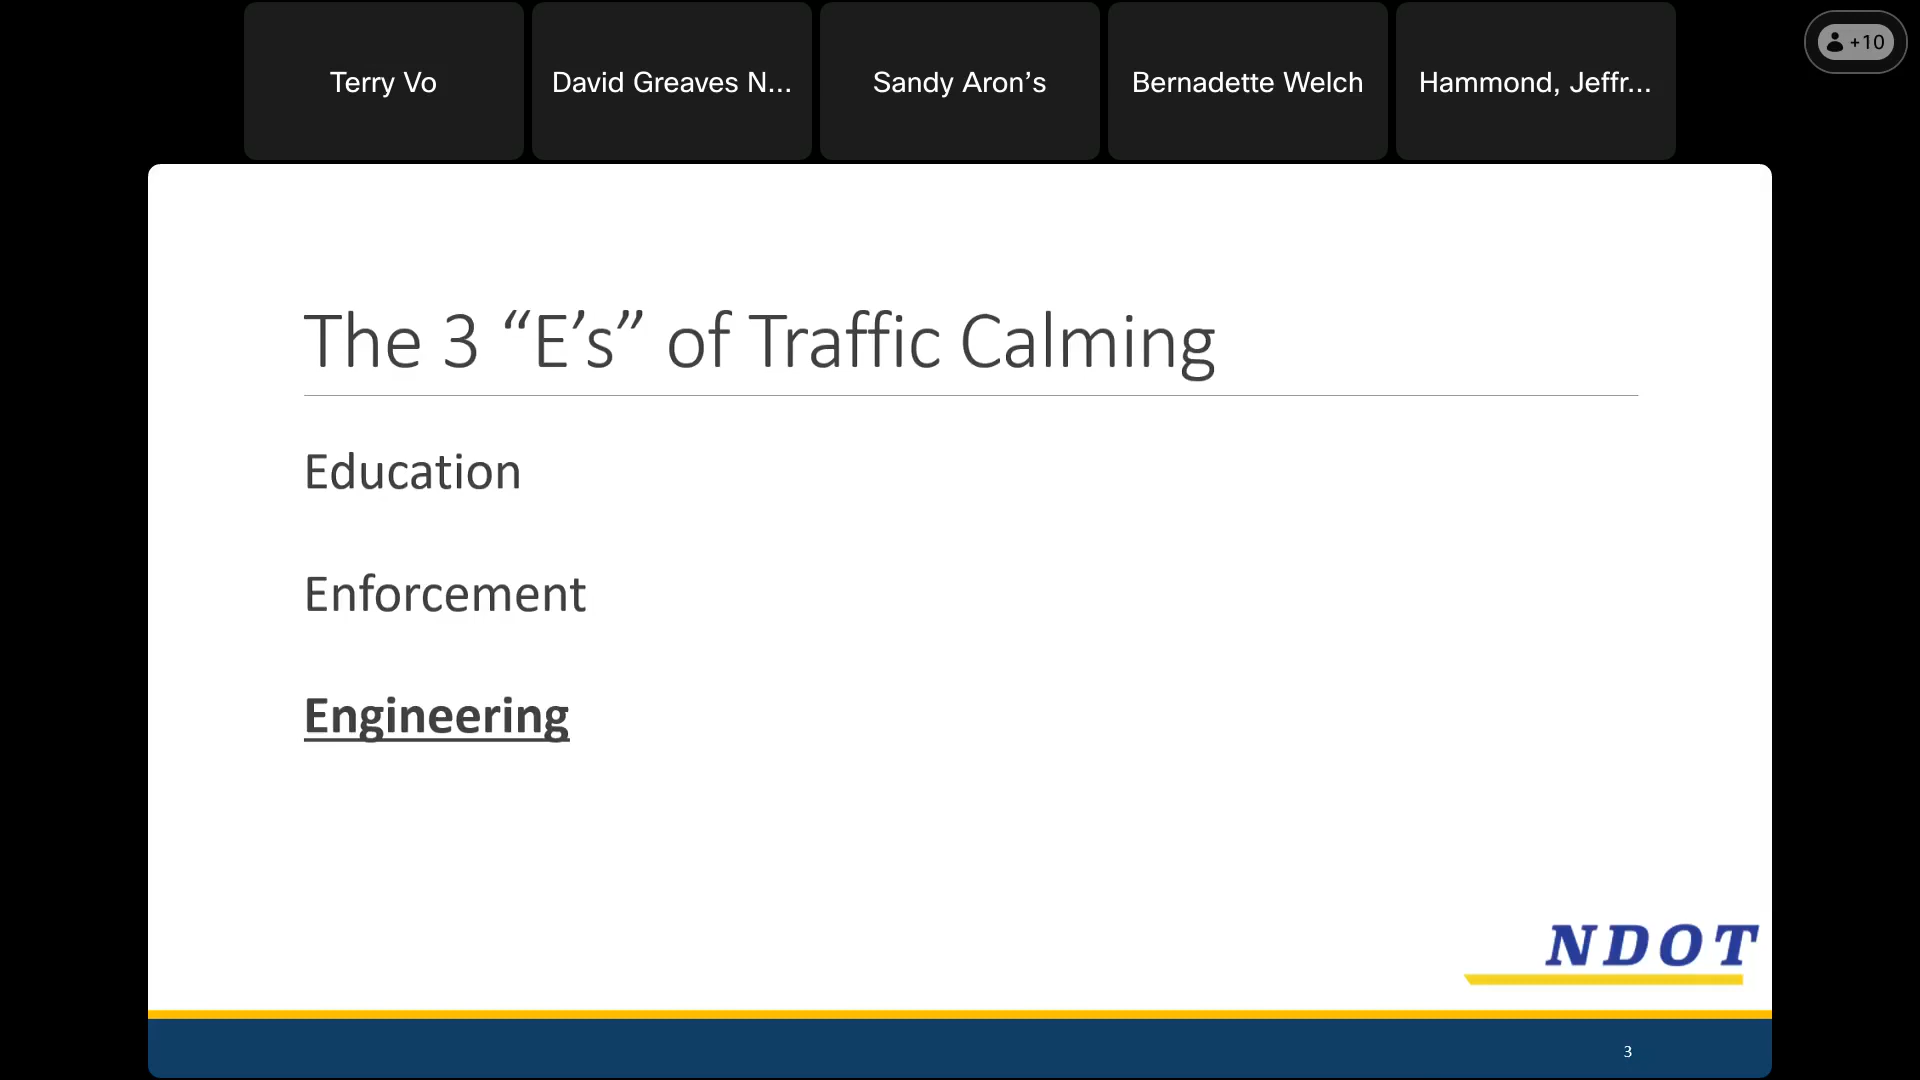 Terry Vo
David Greaves N...
Sandy Aron’s
Bernadette Welch
Hammond, Jeffr...
+10
The 3 “E’s” of Traffic Calming
Education
Enforcement
Engineering
NDOT
3